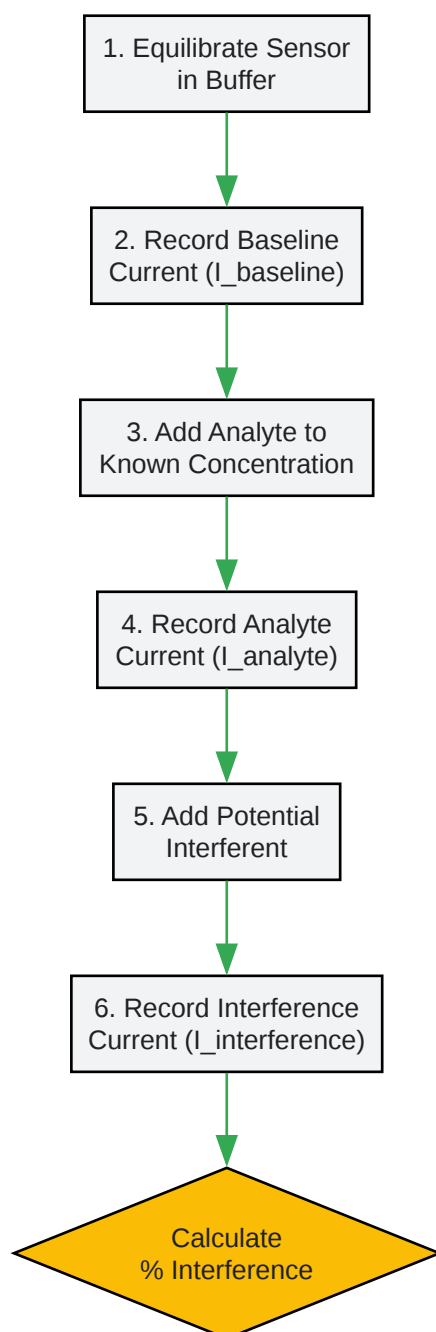 1. Equilibrate Sensor
in Buffer
2. Record Baseline
Current (I_baseline)
3. Add Analyte to
Known Concentration
4. Record Analyte
Current (I_analyte)
5. Add Potential
Interferent
6. Record Interference
Current (I_interference)
Calculate
% Interference